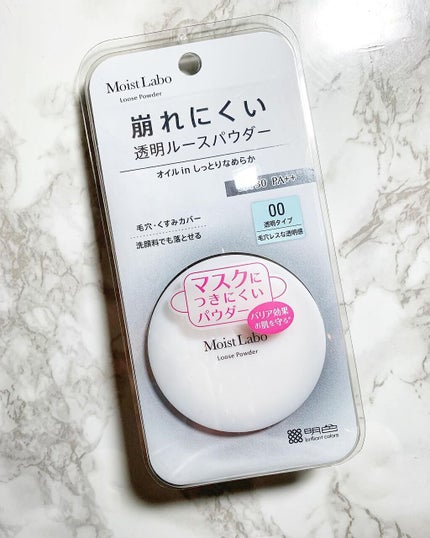 Moist Labo
Loose Powder
崩れにくい
透明ルースパウダー
オイル in しっとりなめらか
30 PA++
00
透明タイプ
毛穴レスな透明感
毛穴・くすみカバー
洗顔料でも落とせる
マスクに
つきにくい
パウダー
バリア効果
お肌を守る*
Moist Labo
Loose Powder
明色
brilliant colors